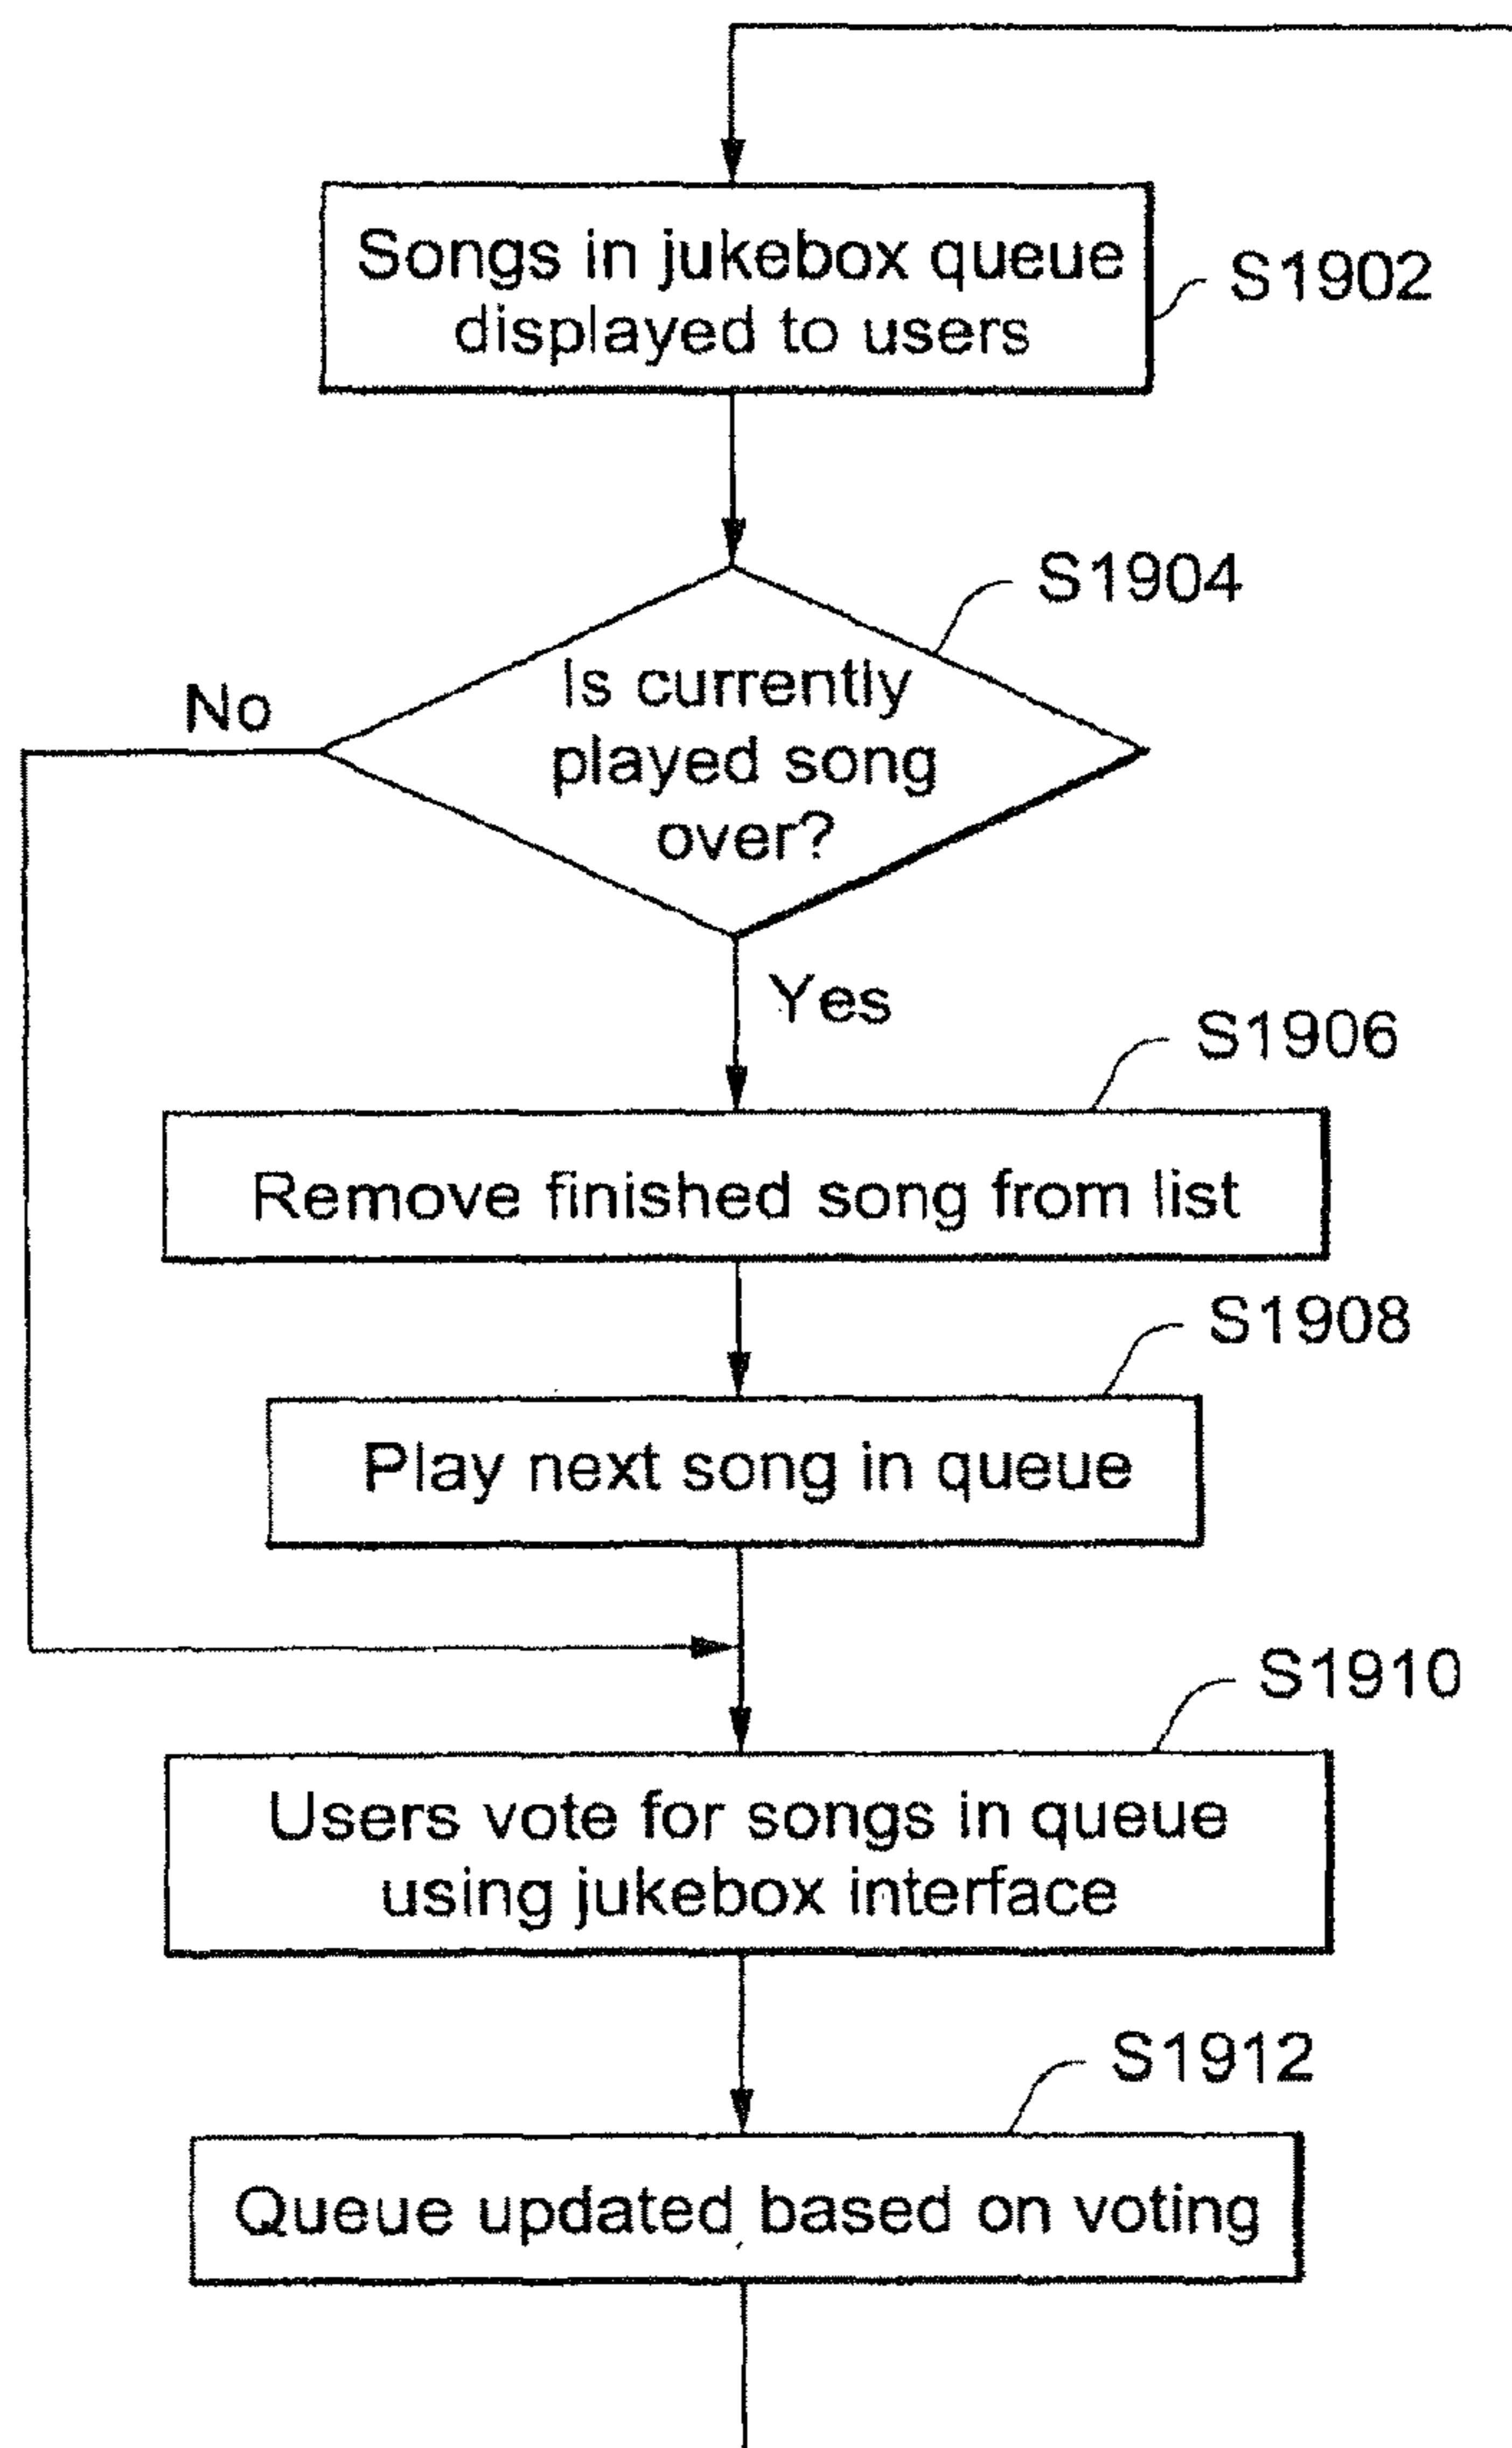 Songs in jukebox queue
displayed to users
S1902
S1904
Is currently
played song
over?
No
Yes
S1906
Remove finished song from list
S1908
Play next song in queue
S1910
Users vote for songs in queue
using jukebox interface
S1912
Queue updated based on voting